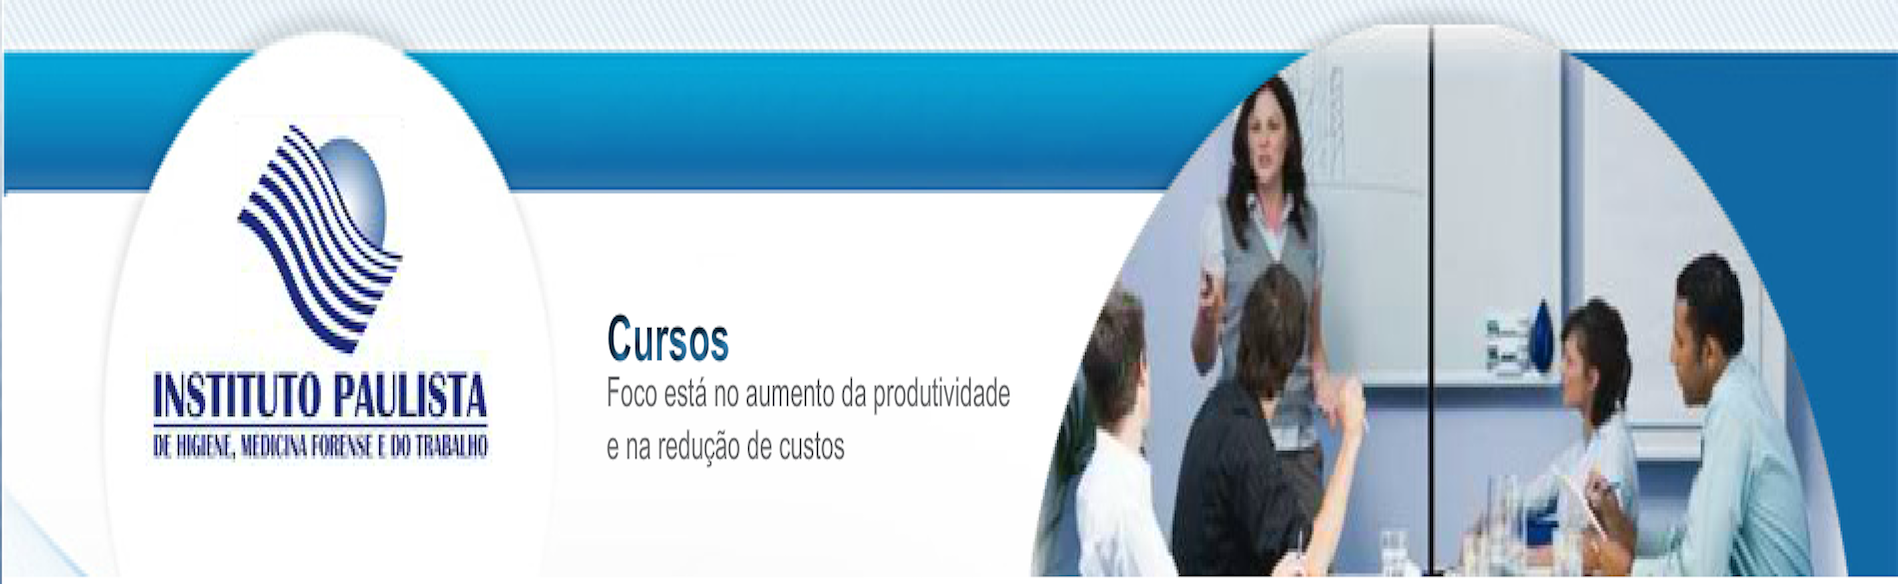 INSTITUTO PAULISTA
DE HIGIENE, MEDICINA FORENSE E DO TRABALHO
Cursos
Foco está no aumento da produtividade
e na redução de custos